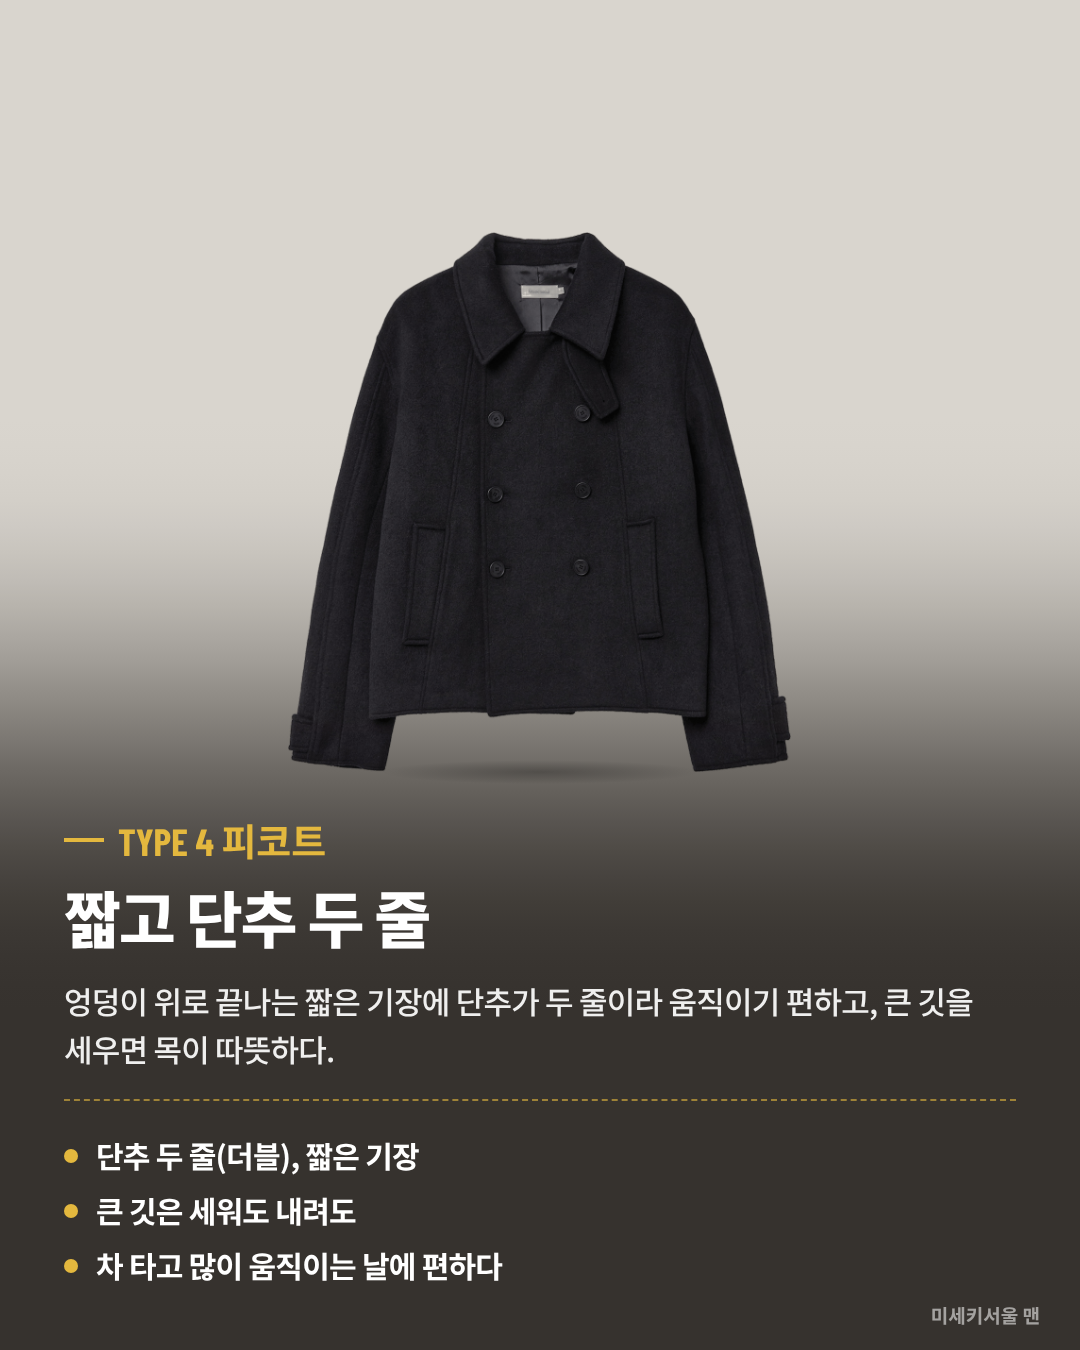 TYPE 4 피코트
짧고 단추 두 줄
엉덩이 위로 끝나는 짧은 기장에 단추가 두 줄이라 움직이기 편하고, 큰 깃을
세우면 목이 따뜻하다.
단추 두 줄(더블), 짧은 기장
큰 깃은 세워도 내려도
차 타고 많이 움직이는 날에 편하다
미세키서울 맨